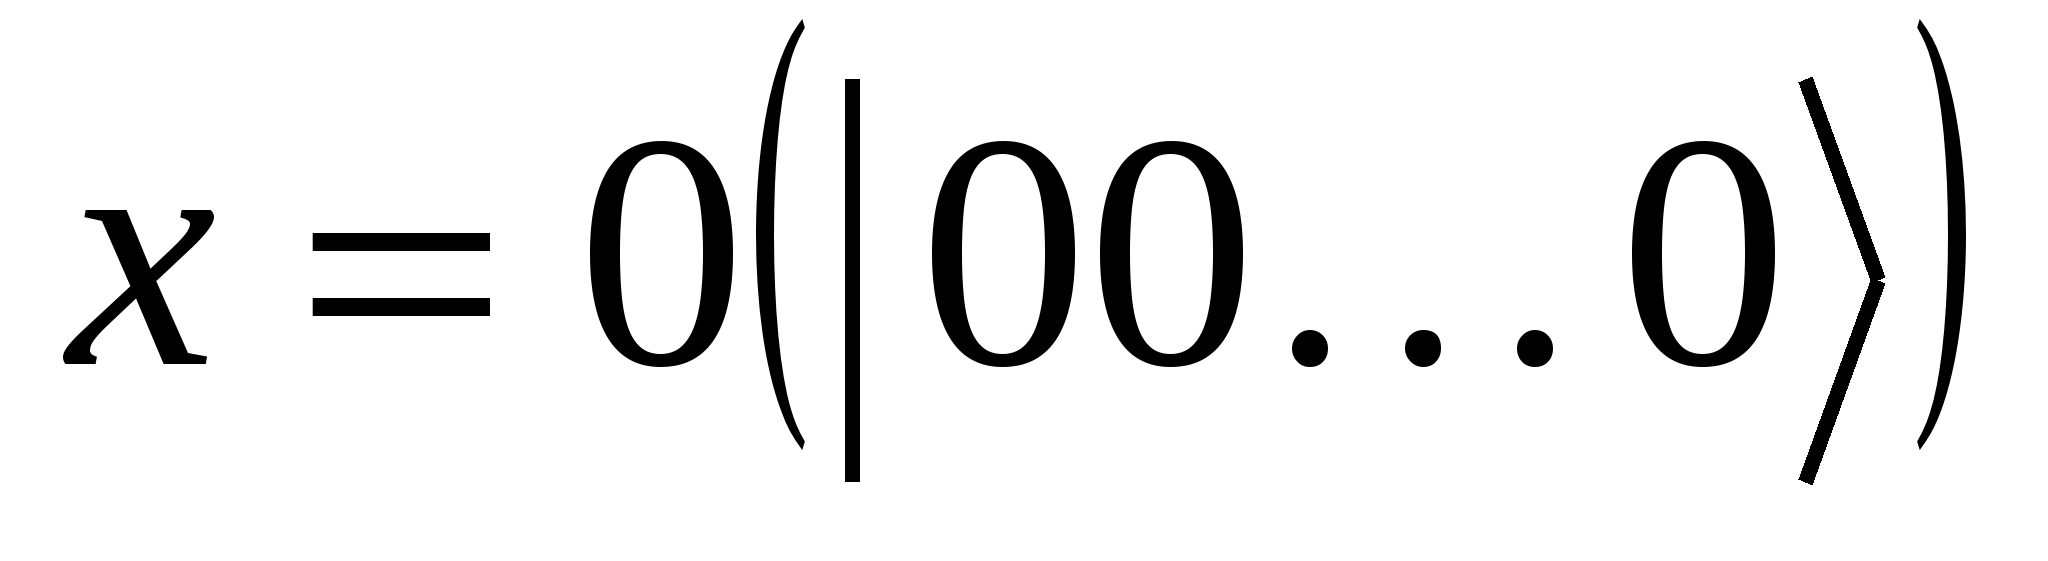 x = 0(|00...0⟩)